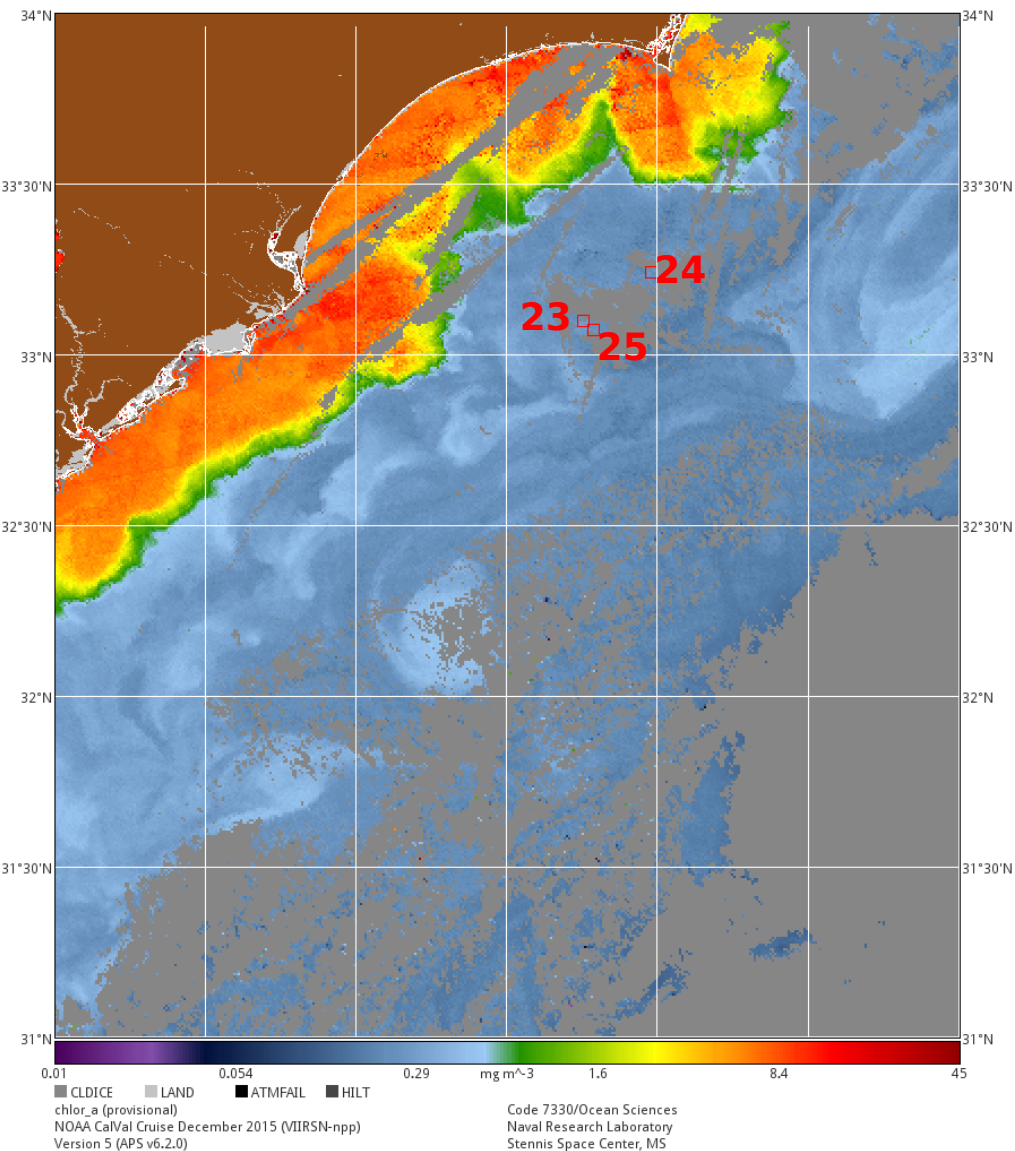 34°N 34°N
33°30'N 33°30'N
24
23
25
33°N 33°N
32°30'N 32°30'N
32°N 32°N
31°30'N 31°30'N
31°N 31°N
0.01 0.054 0.29 mg m^-3 1.6 8.4 45
CLDICE LAND ATMFAIL HILT
chlor_a (provisional) Code 7330/Ocean Sciences
NOAA CalVal Cruise December 2015 (VIIRSN-npp) Naval Research Laboratory
Version 5 (APS v6.2.0) Stennis Space Center, MS